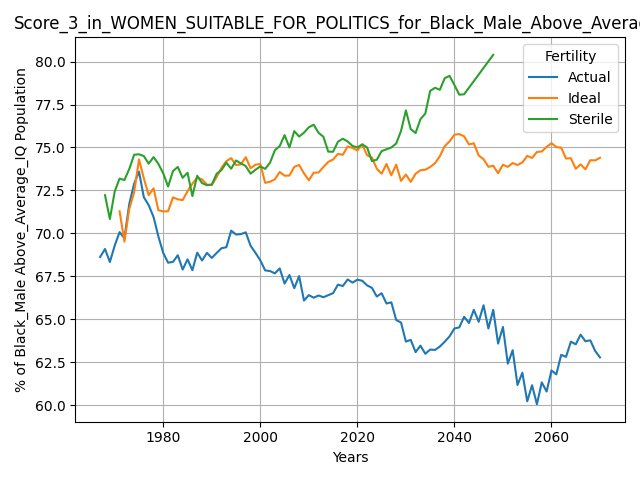 Score_3_in_WOMEN_SUITABLE_FOR_POLITICS_for_Black_Male_Above_Avera
Fertility
Actual
Ideal
Sterile
% of Black_Male Above_Average_IQ Population
80.0
77.5
75.0
72.5
70.0
67.5
65.0
62.5
60.0
1980
2000
2020
2040
2060
Years